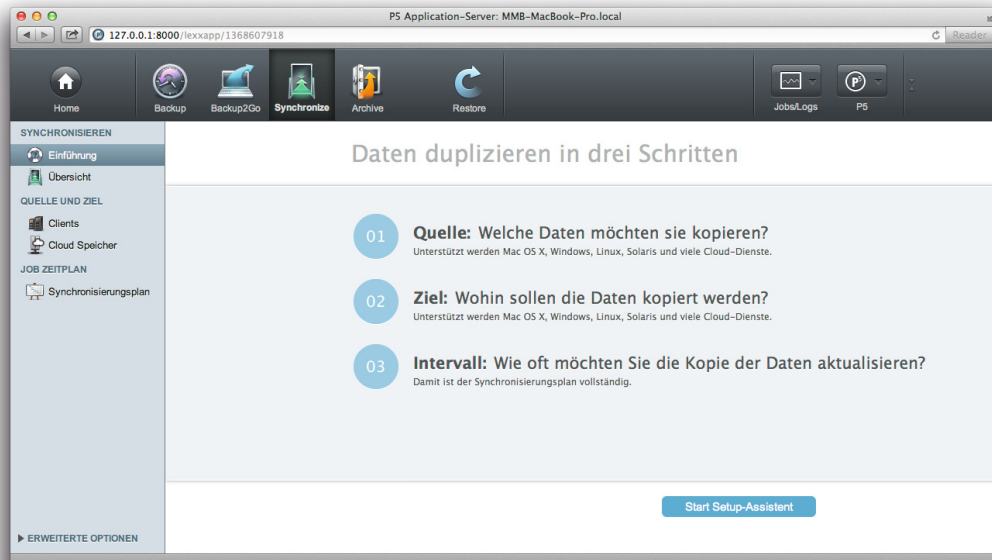 P5 Application-Server: MMB-MacBook-Pro.local
127.0.0.1:8000/lexxapp/1368607918
Reader
Home
Backup
Backup2Go
Synchronize
Archive
Restore
Jobs/Logs
P5
SYNCHRONISIEREN
Einführung
Übersicht
QUELLE UND ZIEL
Clients
Cloud Speicher
JOB ZEITPLAN
Synchronisierungsplan
ERWEITERTE OPTIONEN
Daten duplizieren in drei Schritten
01
Quelle: Welche Daten möchten sie kopieren?
Unterstützt werden Mac OS X, Windows, Linux, Solaris und viele Cloud-Dienste.
02
Ziel: Wohin sollen die Daten kopiert werden?
Unterstützt werden Mac OS X, Windows, Linux, Solaris und viele Cloud-Dienste.
03
Intervall: Wie oft möchten Sie die Kopie der Daten aktualisieren?
Damit ist der Synchronisierungsplan vollständig.
Start Setup-Assistent